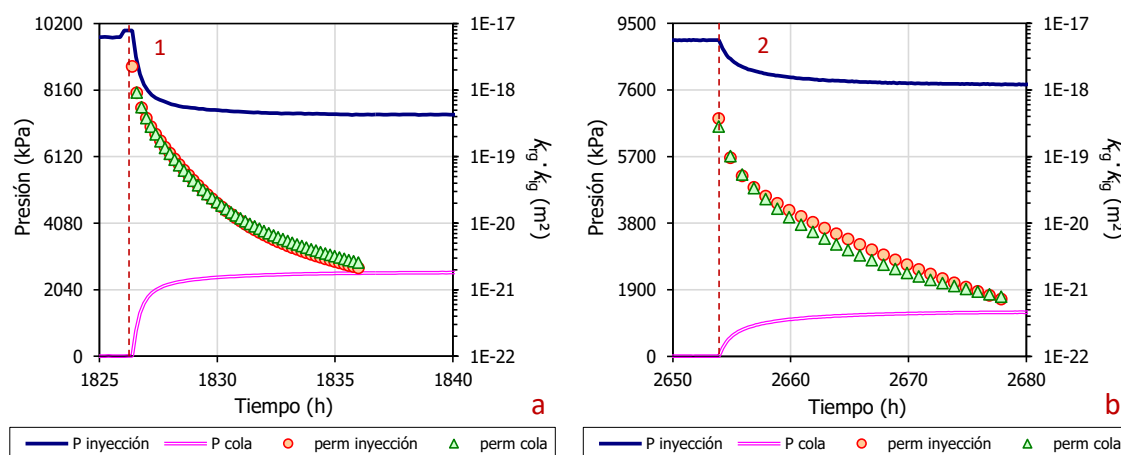 10200
8160
6120
4080
2040
0
Presión (kPa)
1
1E-17
1E-18
1E-19
1E-20
1E-21
1E-22
krg·kig (m²)
1825 1830 1835 1840
Tiempo (h)
a
P inyección P cola perm inyección perm cola
9500
7600
5700
3800
1900
0
Presión (kPa)
2
1E-17
1E-18
1E-19
1E-20
1E-21
1E-22
krg·kig (m²)
2650 2660 2670 2680
Tiempo (h)
b
P inyección P cola perm inyección perm cola